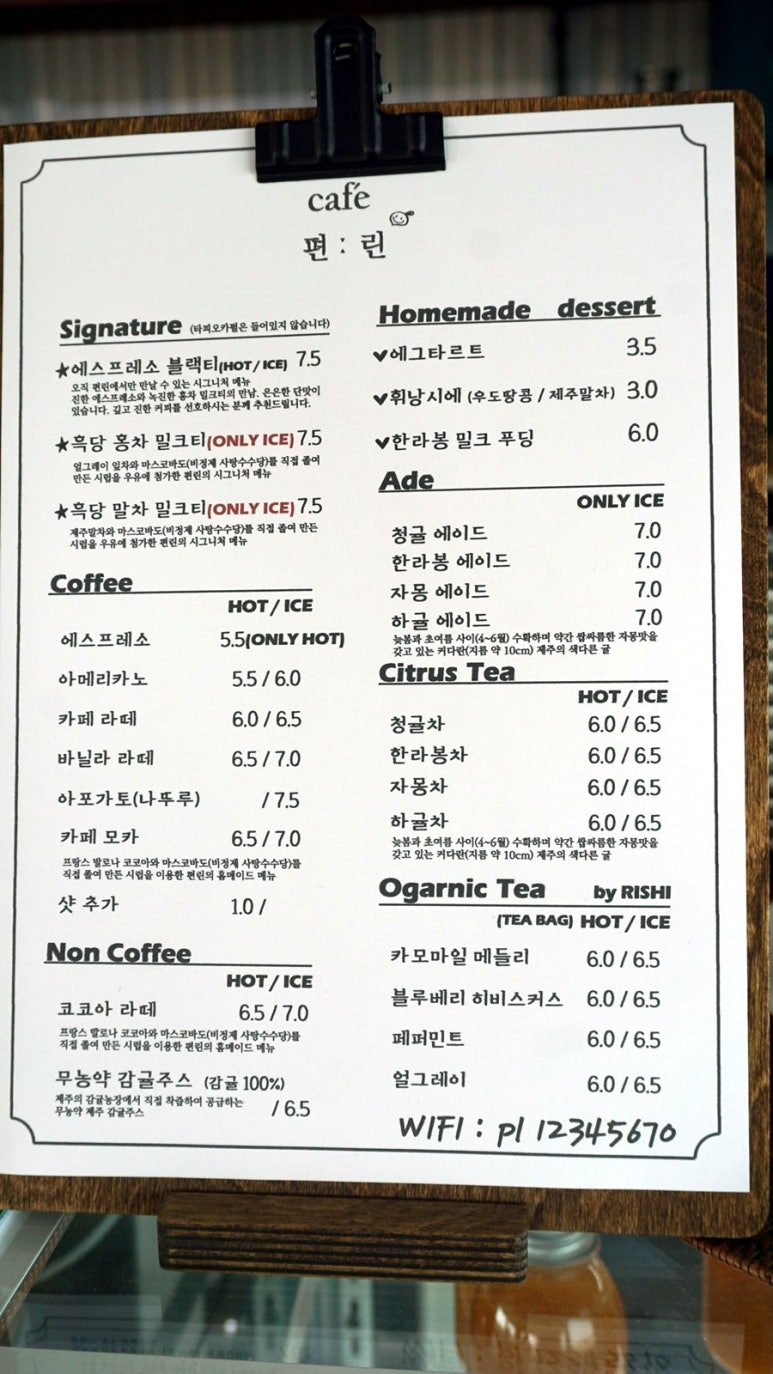 café
편 : 린
Signature (타피오카펄은 들어있지 않습니다)
★에스프레소 블랙티(HOT / ICE) 7.5
오직 편린에서만 만날 수 있는 시그니처 메뉴
진한 에스프레소와 녹진한 홍차 밀크티의 만남. 은은한 단맛이
있습니다. 깊고 진한 커피를 선호하시는 분께 추천드립니다.
★흑당 홍차 밀크티(ONLY ICE) 7.5
얼그레이 잎차와 마스코바도(비정제 사탕수수당)를 직접 졸여
만든 시럽을 우유에 첨가한 편린의 시그니처 메뉴
★흑당 말차 밀크티(ONLY ICE) 7.5
제주말차와 마스코바도(비정제 사탕수수당)를 직접 졸여 만든
시럽을 우유에 첨가한 편린의 시그니처 메뉴
Coffee
HOT / ICE
에스프레소 5.5(ONLY HOT)
아메리카노 5.5 / 6.0
카페 라떼 6.0 / 6.5
바닐라 라떼 6.5 / 7.0
아포가토(나뚜루) / 7.5
카페 모카 6.5 / 7.0
프랑스 발로나 코코아와 마스코바도(비정제 사탕수수당)를
직접 졸여 만든 시럽을 이용한 편린의 홈메이드 메뉴
샷 추가 1.0 /
Non Coffee
HOT / ICE
코코아 라떼 6.5 / 7.0
프랑스 발로나 코코아와 마스코바도(비정제 사탕수수당)를
직접 졸여 만든 시럽을 이용한 편린의 홈메이드 메뉴
무농약 감귤주스 (감귤 100%)
제주의 감귤농장에서 직접 착즙하여 공급하는
무농약 제주 감귤주스 / 6.5
Homemade dessert
♥에그타르트 3.5
♥휘낭시에 (우도땅콩 / 제주말차) 3.0
♥한라봉 밀크 푸딩 6.0
Ade
ONLY ICE
청귤 에이드 7.0
한라봉 에이드 7.0
자몽 에이드 7.0
하귤 에이드 7.0
늦봄과 초여름 사이(4~6월) 수확하며 약간 쌉싸름한 자몽맛을
갖고 있는 커다란(지름 약 10cm) 제주의 색다른 귤
Citrus Tea
HOT / ICE
청귤차 6.0 / 6.5
한라봉차 6.0 / 6.5
자몽차 6.0 / 6.5
하귤차 6.0 / 6.5
늦봄과 초여름 사이(4~6월) 수확하며 약간 쌉싸름한 자몽맛을
갖고 있는 커다란(지름 약 10cm) 제주의 색다른 귤
Ogarnic Tea by RISHI
(TEA BAG) HOT / ICE
카모마일 메들리 6.0 / 6.5
블루베리 히비스커스 6.0 / 6.5
페퍼민트 6.0 / 6.5
얼그레이 6.0 / 6.5
WIFI : pl 12345670